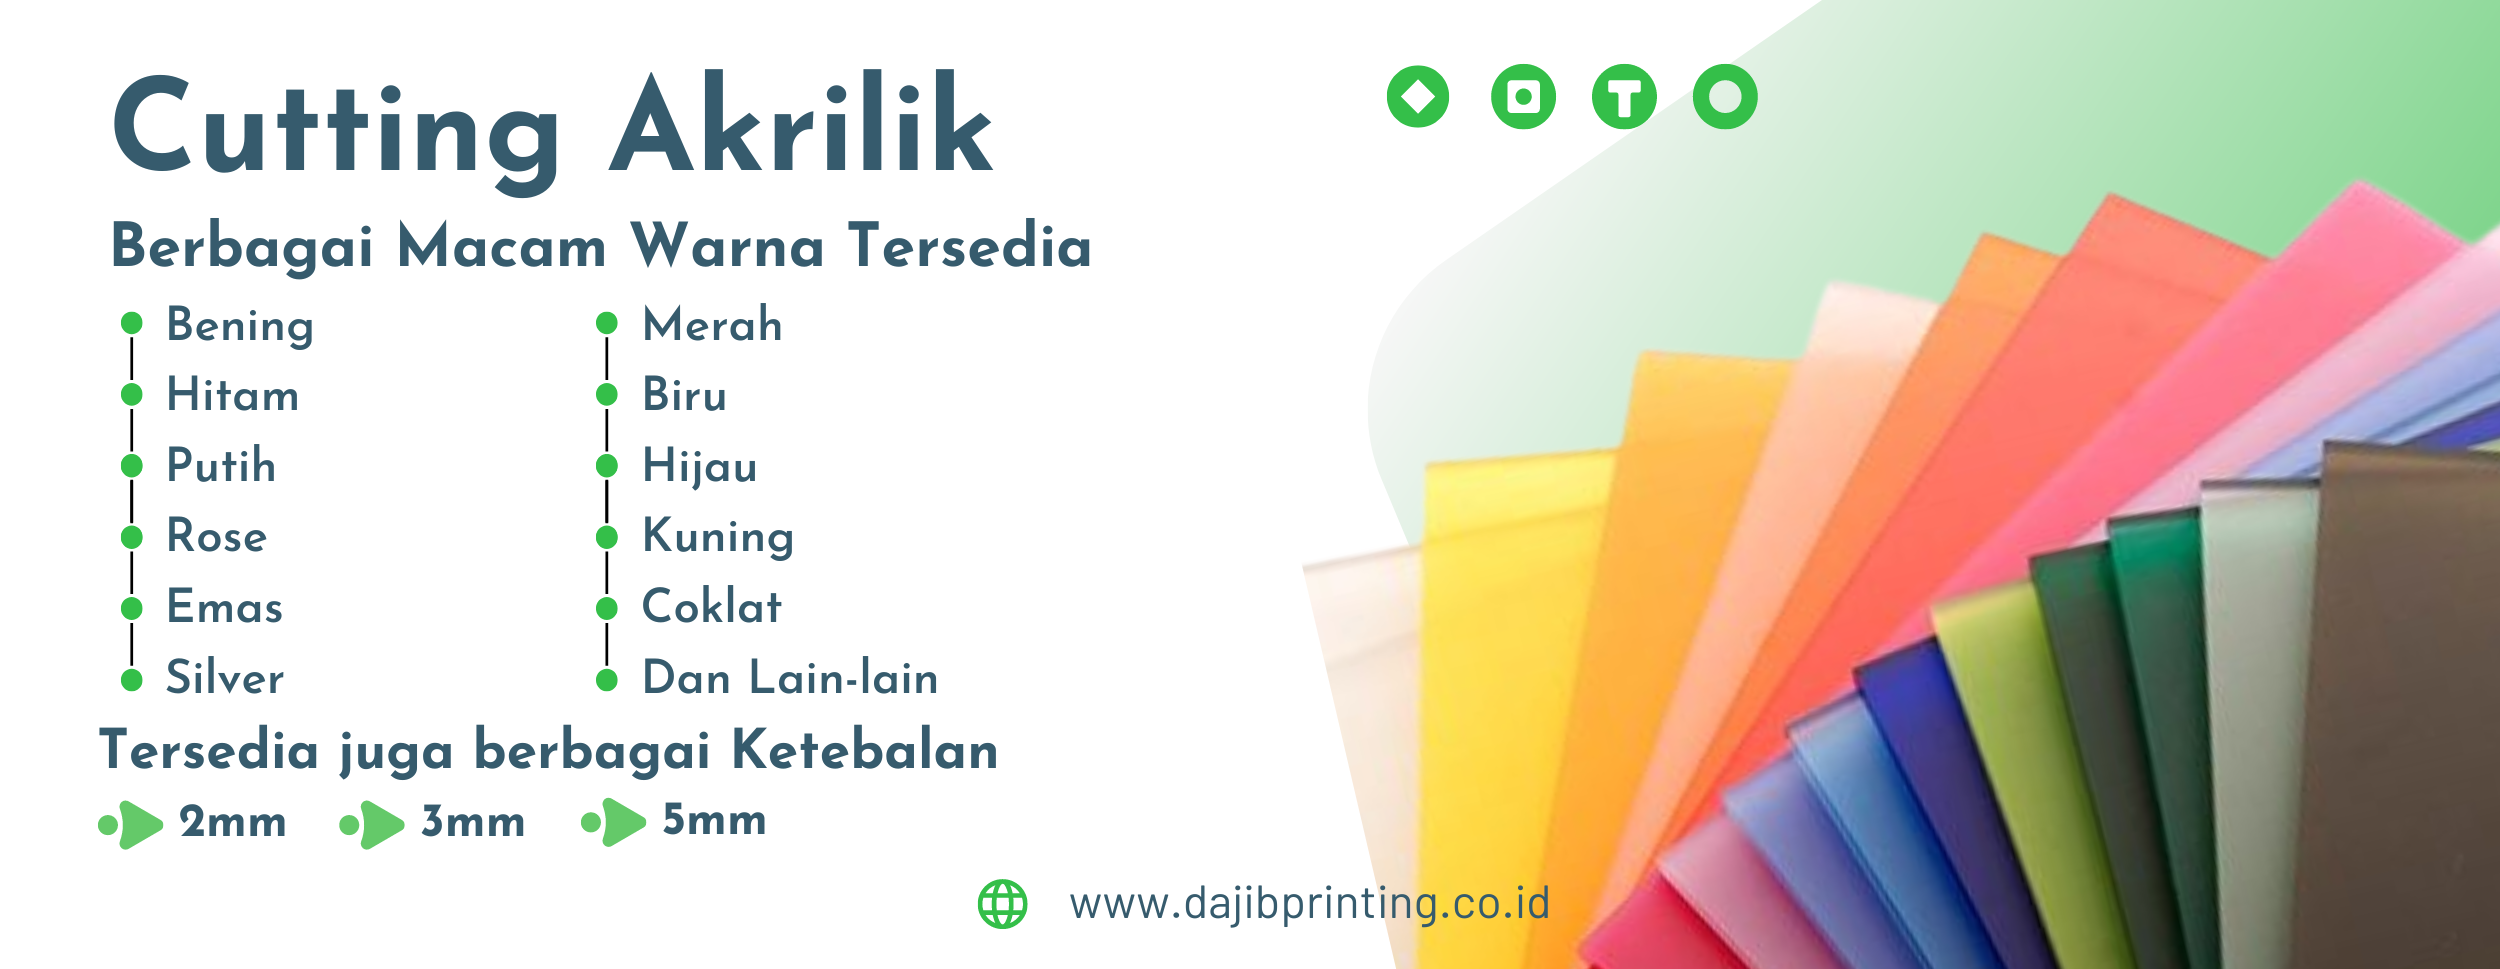 Cutting Akrilik
Berbagai Macam Warna Tersedia
Bening
Hitam
Putih
Rose
Emas
Silver
Merah
Biru
Hijau
Kuning
Coklat
Dan Lain-lain
Tersedia juga berbagai Ketebalan
2mm 3mm 5mm
www.dajibprinting.co.id